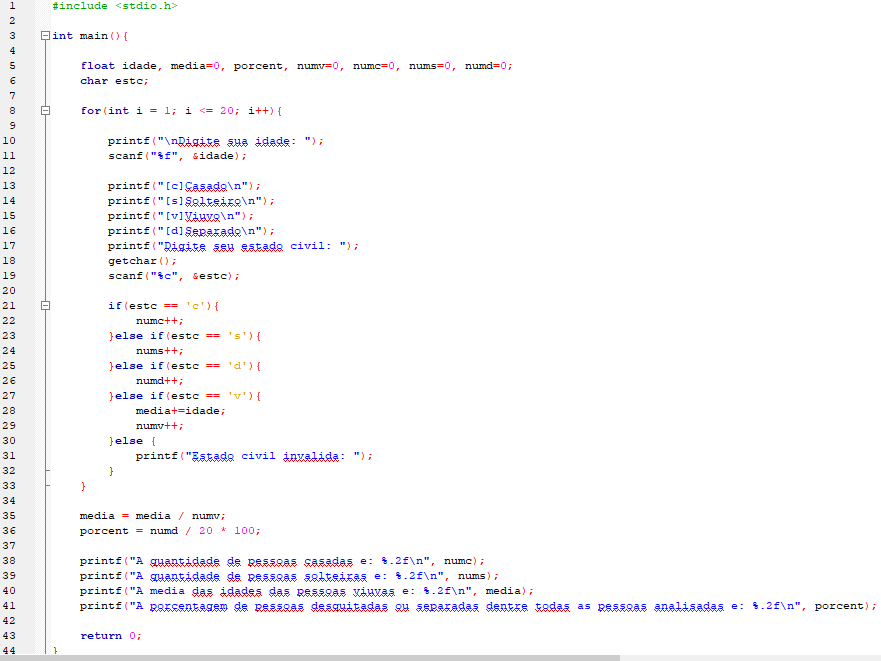 1 #include <stdio.h>
2
3 int main(){
4
5 float idade, media=0, porcent, numv=0, numc=0, nums=0, numd=0;
6 char estc;
7
8 for(int i = 1; i <= 20; i++){
9
10 printf("\nDigite sua idade: ");
11 scanf("%f", &idade);
12
13 printf("[c]Casado\n");
14 printf("[s]Solteiro\n");
15 printf("[v]Viuvo\n");
16 printf("[d]Separado\n");
17 printf("Digite seu estado civil: ");
18 getchar();
19 scanf("%c", &estc);
20
21 if(estc == 'c'){
22 numc++;
23 }else if(estc == 's'){
24 nums++;
25 }else if(estc == 'd'){
26 numd++;
27 }else if(estc == 'v'){
28 media+=idade;
29 numv++;
30 }else {
31 printf("Estado civil invalida: ");
32 }
33 }
34
35 media = media / numv;
36 porcent = numd / 20 * 100;
37
38 printf("A quantidade de pessoas casadas e: %.2f\n", numc);
39 printf("A quantidade de pessoas solteiras e: %.2f\n", nums);
40 printf("A media das idades das pessoas viuvas e: %.2f\n", media);
41 printf("A porcentagem de pessoas desquitadas ou separadas dentre todas as pessoas analisadas e: %.2f\n", porcent);
42
43 return 0;
44 }